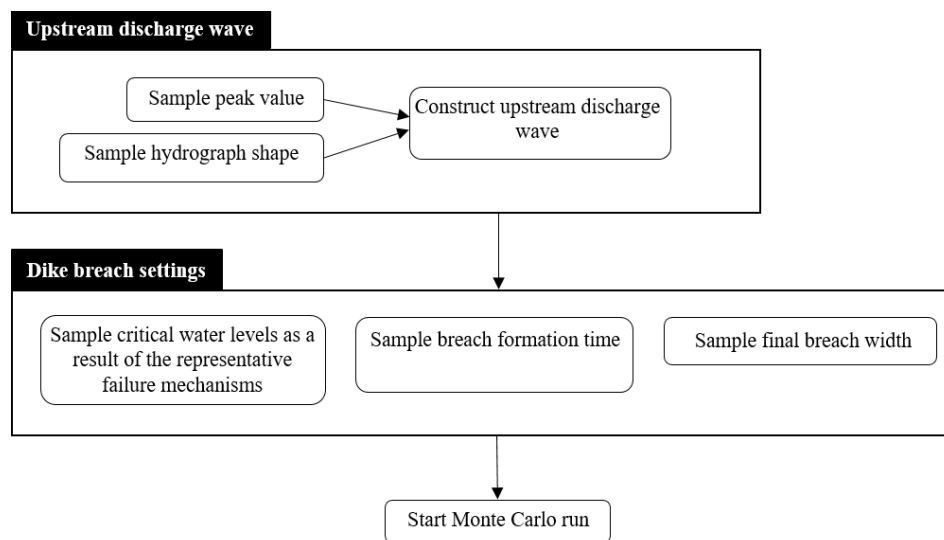 Upstream discharge wave
Sample peak value
Construct upstream discharge
wave
Sample hydrograph shape
Dike breach settings
Sample critical water levels as a
result of the representative
failure mechanisms
Sample breach formation time
Sample final breach width
Start Monte Carlo run